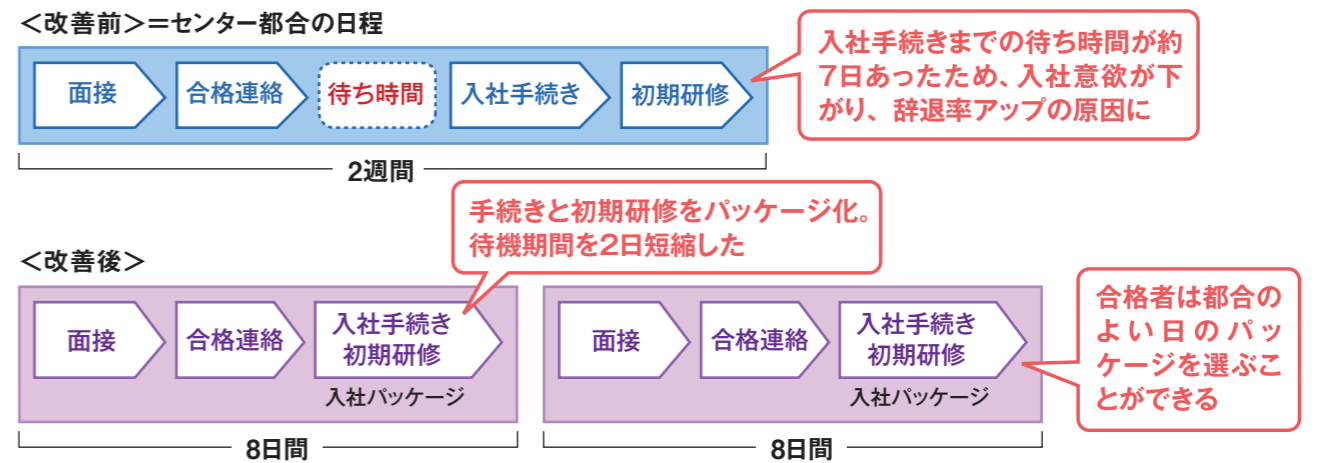 <改善前>=センター都合の日程
面接
合格連絡
待ち時間
入社手続き
初期研修
入社手続きまでの待ち時間が約
7日あったため、入社意欲が下
がり、辞退率アップの原因に
2週間
手続きと初期研修をパッケージ化。
待機期間を2日短縮した
<改善後>
面接
合格連絡
入社手続き
初期研修
入社パッケージ
8日間
面接
合格連絡
入社手続き
初期研修
入社パッケージ
8日間
合格者は都合の
よい日のパッ
ケージを選ぶこ
とができる